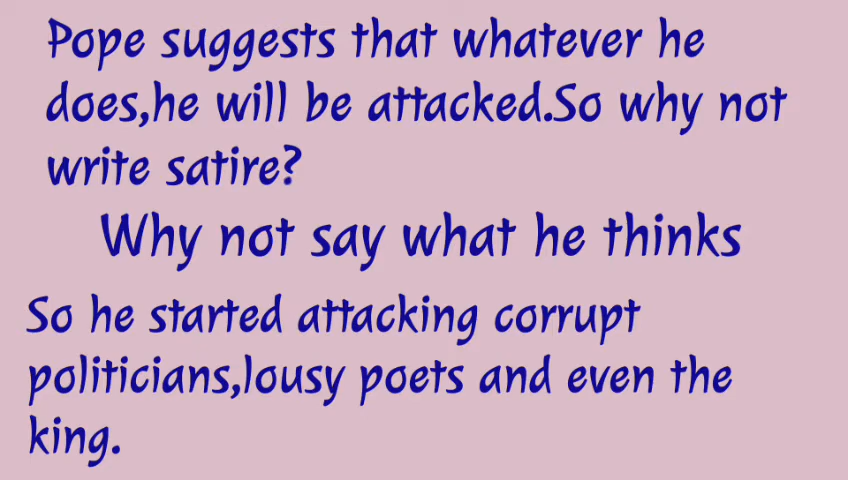 Pope suggests that whatever he
does,he will be attacked.So why not
write satire?
Why not say what he thinks
So he started attacking corrupt
politicians,lousy poets and even the
king.